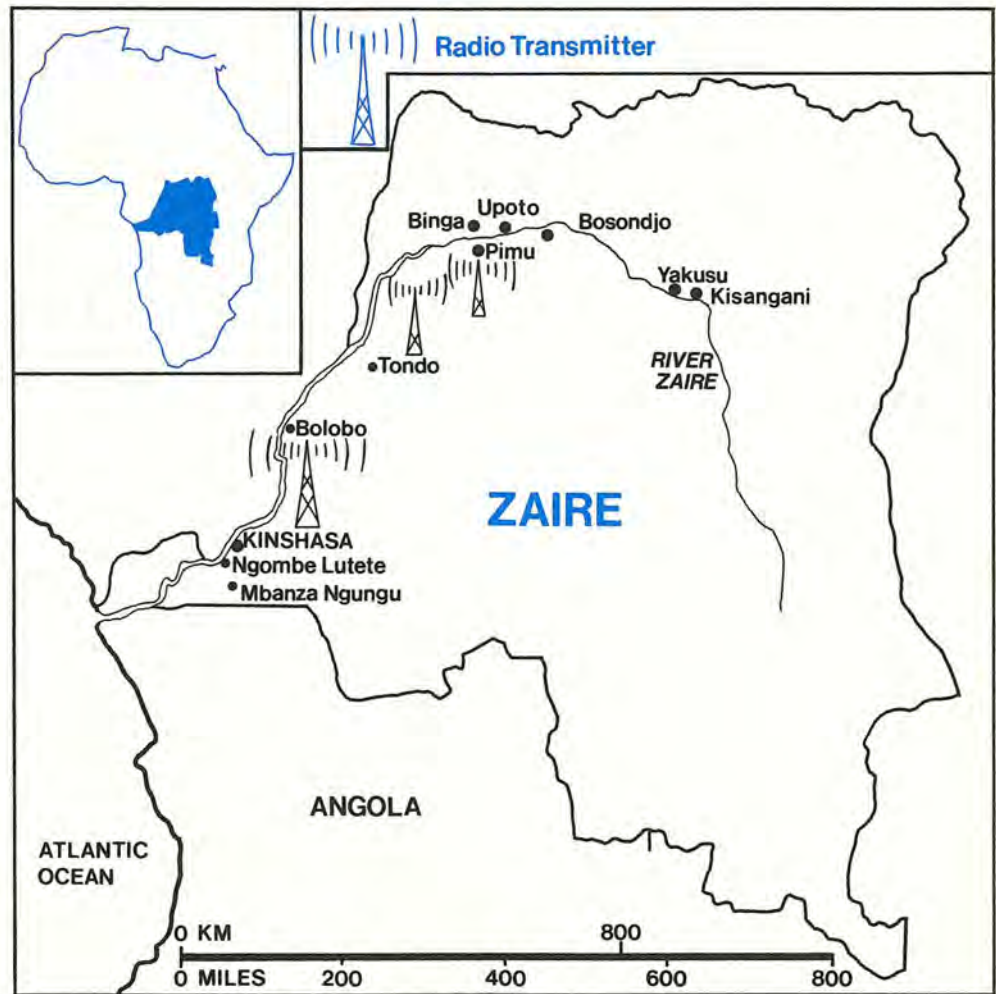 Radio Transmitter
Binga
Upoto
Bosondjo
Pimu
Yakusu
Kisangani
Tondo
RIVER
ZAIRE
Bolobo
ZAIRE
KINSHASA
Ngombe Lutete
Mbanza Ngungu
ANGOLA
ATLANTIC
OCEAN
0 KM 800
0 MILES 200 400 600 800